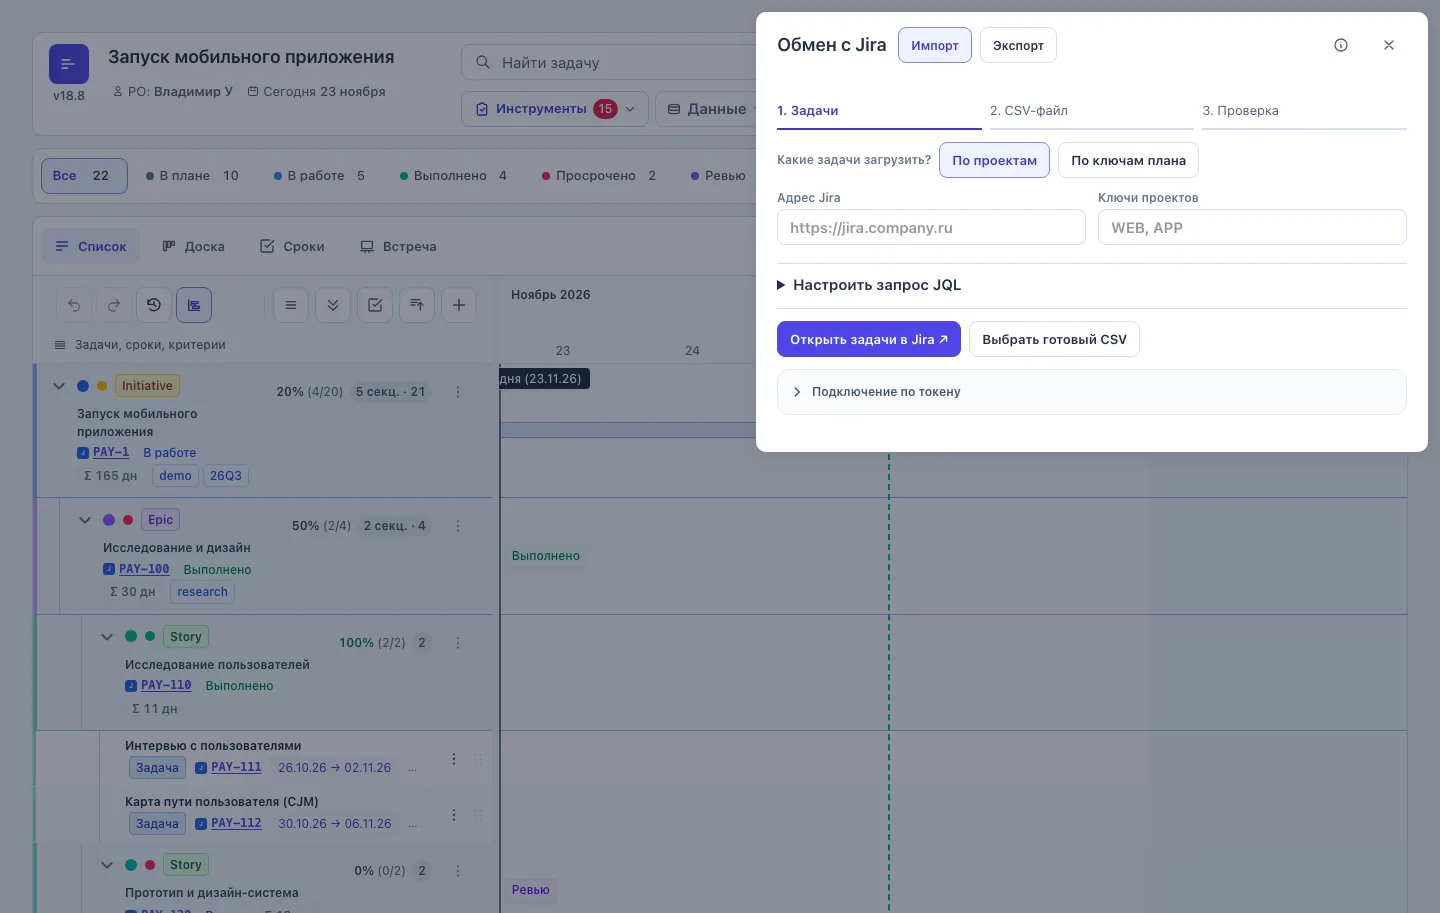 Запуск мобильного приложения
v18.8
PO: Владимир У
Сегодня 23 ноября
Найти задачу
Инструменты 15
Данные
Обмен с Jira
Импорт
Экспорт
1. Задачи
2. CSV-файл
3. Проверка
Какие задачи загрузить?
По проектам
По ключам плана
Адрес Jira
Ключи проектов
https://jira.company.ru
WEB, APP
▶ Настроить запрос JQL
Открыть задачи в Jira ↗
Выбрать готовый CSV
Подключение по токену
Все 22
В плане 10
В работе 5
Выполнено 4
Просрочено 2
Ревью
Список
Доска
Сроки
Встреча
Ноябрь 2026
Задачи, сроки, критерии
23
24
дня (23.11.26)
Initiative
20% (4/20)
5 секц. · 21
Запуск мобильного
приложения
PAY-1 В работе
Σ 165 дн
demo
26Q3
Epic
50% (2/4)
2 секц. · 4
Исследование и дизайн
PAY-100 Выполнено
Σ 30 дн
research
Выполнено
Story
100% (2/2)
2
Исследование пользователей
PAY-110 Выполнено
Σ 11 дн
Интервью с пользователями
Задача PAY-111 26.10.26 → 02.11.26 ...
Карта пути пользователя (CJM)
Задача PAY-112 30.10.26 → 06.11.26 ...
Story
0% (0/2)
2
Прототип и дизайн-система
Ревью